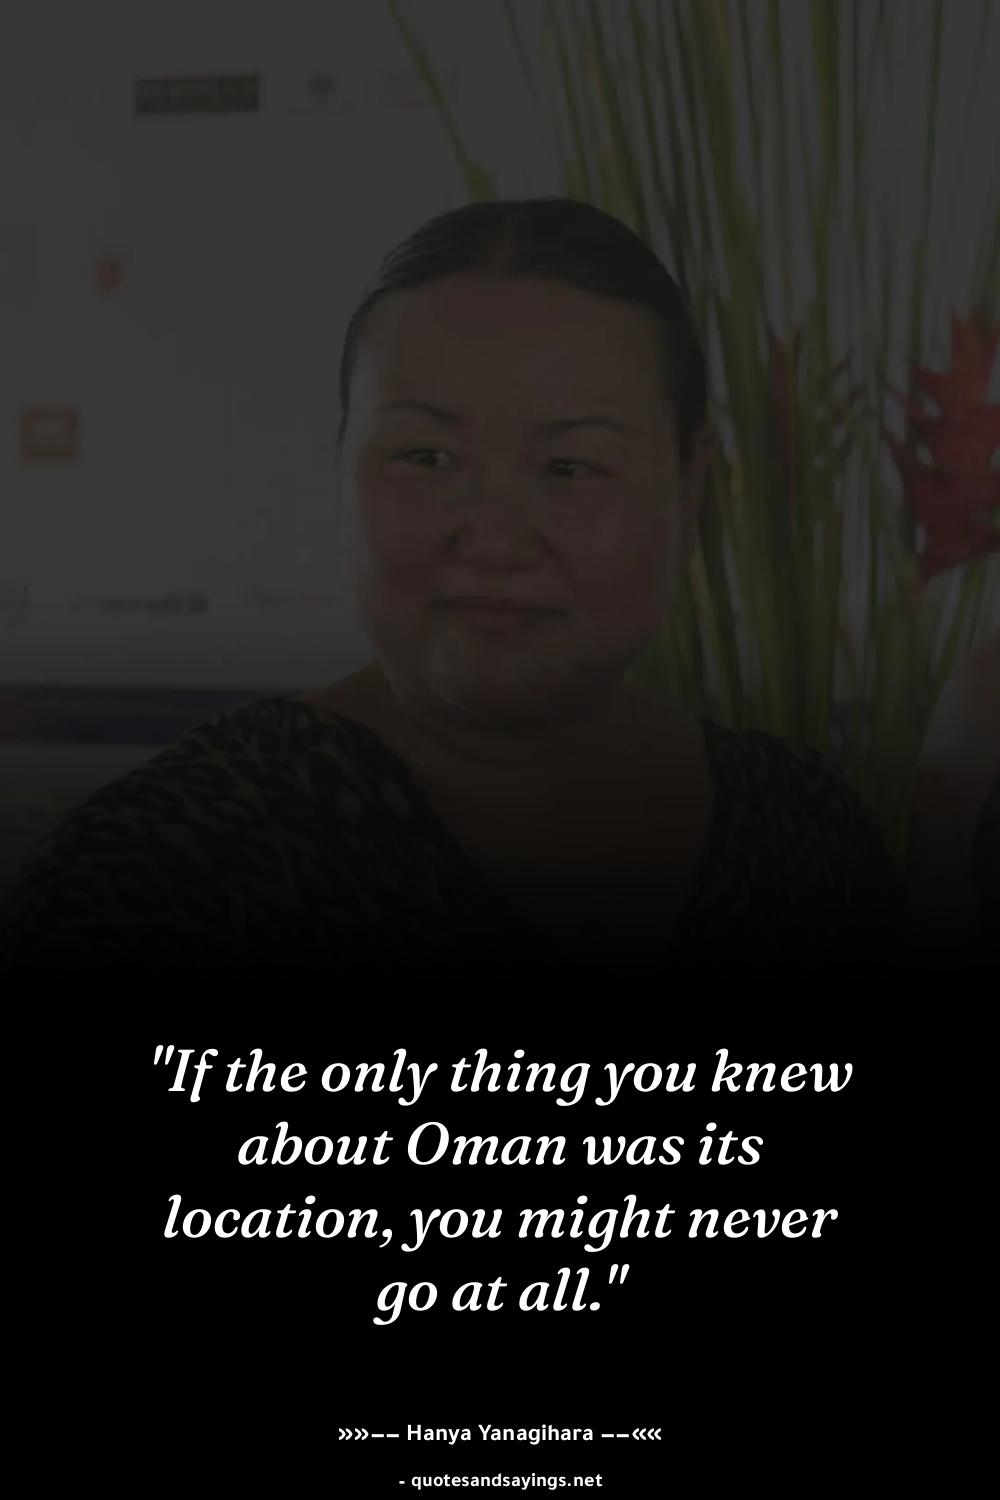 "If the only thing you knew
about Oman was its
location, you might never
go at all."
»»−− Hanya Yanagihara −−««
- quotesandsayings.net